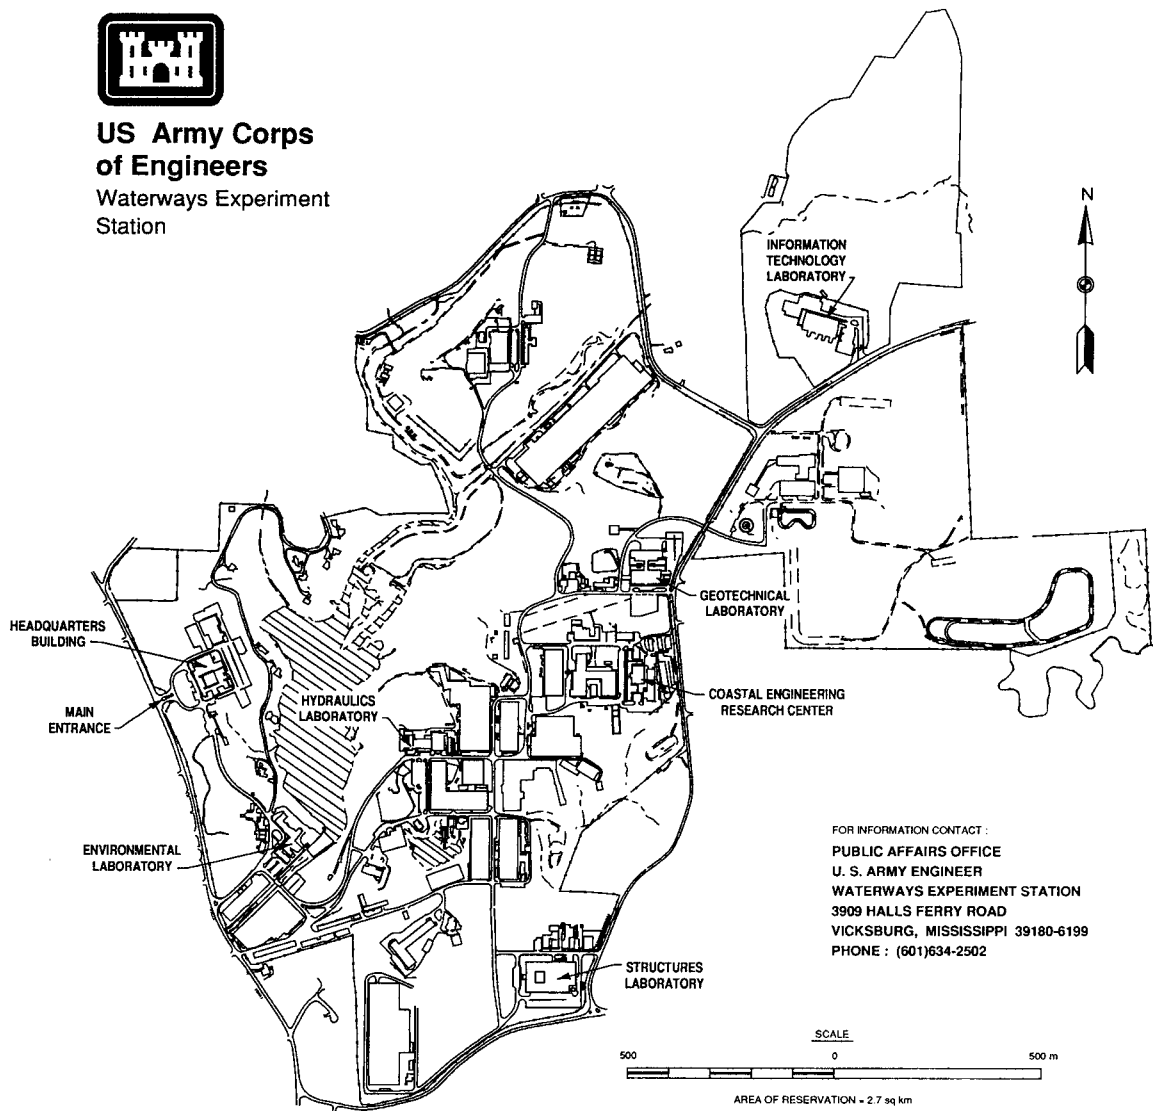 US Army Corps
of Engineers
Waterways Experiment
Station
N
INFORMATION
TECHNOLOGY
LABORATORY
GEOTECHNICAL
LABORATORY
HEADQUARTERS
BUILDING
HYDRAULICS
LABORATORY
COASTAL ENGINEERING
RESEARCH CENTER
MAIN
ENTRANCE
ENVIRONMENTAL
LABORATORY
STRUCTURES
LABORATORY
FOR INFORMATION CONTACT :
PUBLIC AFFAIRS OFFICE
U. S. ARMY ENGINEER
WATERWAYS EXPERIMENT STATION
3909 HALLS FERRY ROAD
VICKSBURG, MISSISSIPPI 39180-6199
PHONE : (601)634-2502
SCALE
500 0 500 m
AREA OF RESERVATION = 2.7 sq km